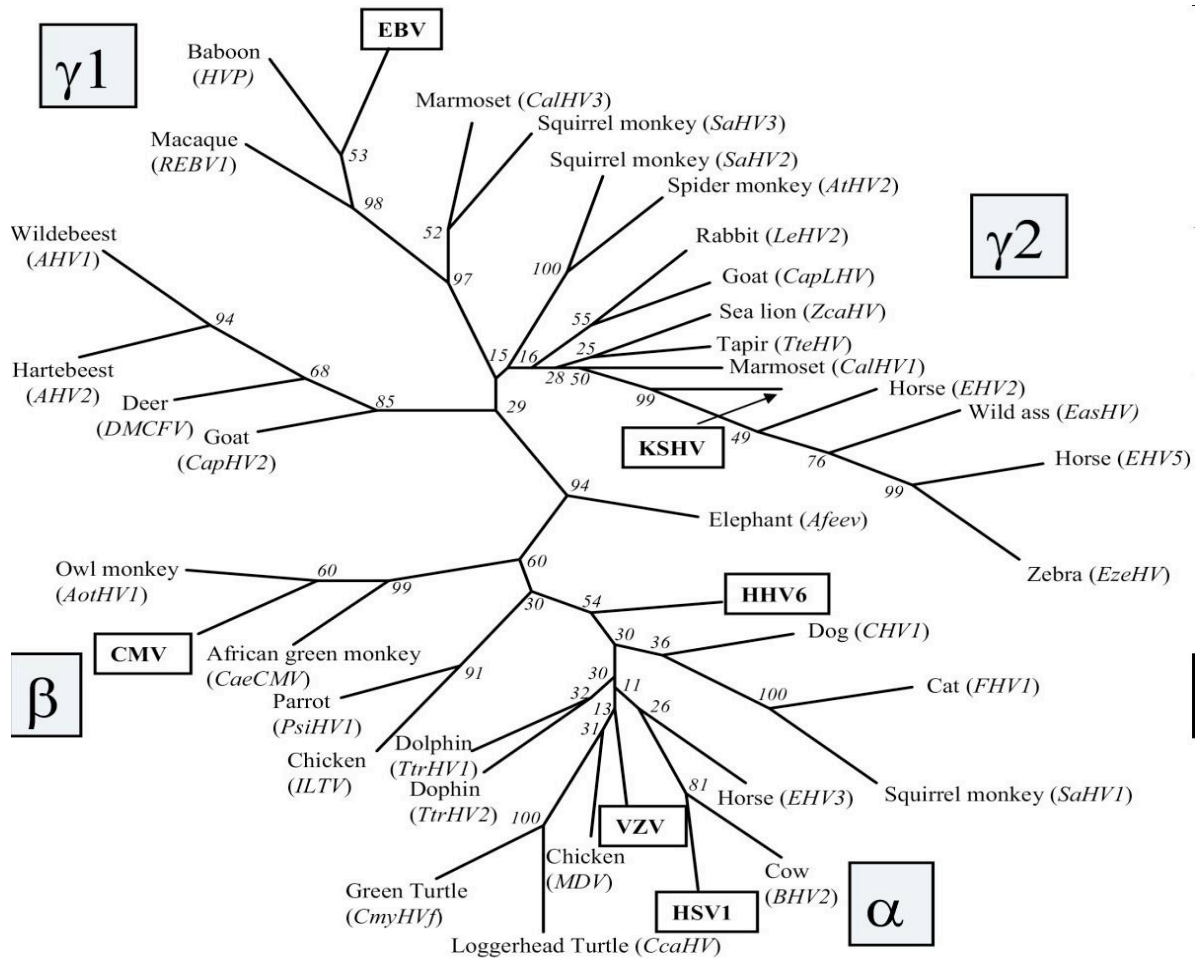 EBV
γ1
Baboon
(HVP)
Marmoset (CalHV3)
Squirrel monkey (SaHV3)
Macaque
(REBV1)
53
Squirrel monkey (SaHV2)
Spider monkey (AtHV2)
98
γ2
Wildebeest
(AHV1)
52
Rabbit (LeHV2)
100
97
Goat (CapLHV)
Sea lion (ZcaHV)
94
55
Tapir (TteHV)
15
16
25
Marmoset (CalHV1)
Hartebeest
(AHV2)
68
28
50
99
Horse (EHV2)
Deer
(DMCFV)
85
29
Wild ass (EasHV)
Goat
(CapHV2)
KSHV
49
76
Horse (EHV5)
99
94
Elephant (Afeev)
Owl monkey
(AotHV1)
60
99
60
Zebra (EzeHV)
30
54
HHV6
CMV
African green monkey
(CaeCMV)
30
36
Dog (CHV1)
β
91
Parrot
(PsiHV1)
30
11
100
Cat (FHV1)
32
13
26
Chicken
(ILTV)
Dolphin
(TtrHV1)
31
Dophin
(TtrHV2)
81
Horse (EHV3)
Squirrel monkey (SaHV1)
100
VZV
Chicken
(MDV)
Cow
(BHV2)
Green Turtle
(CmyHVf)
HSV1
α
Loggerhead Turtle (CcaHV)